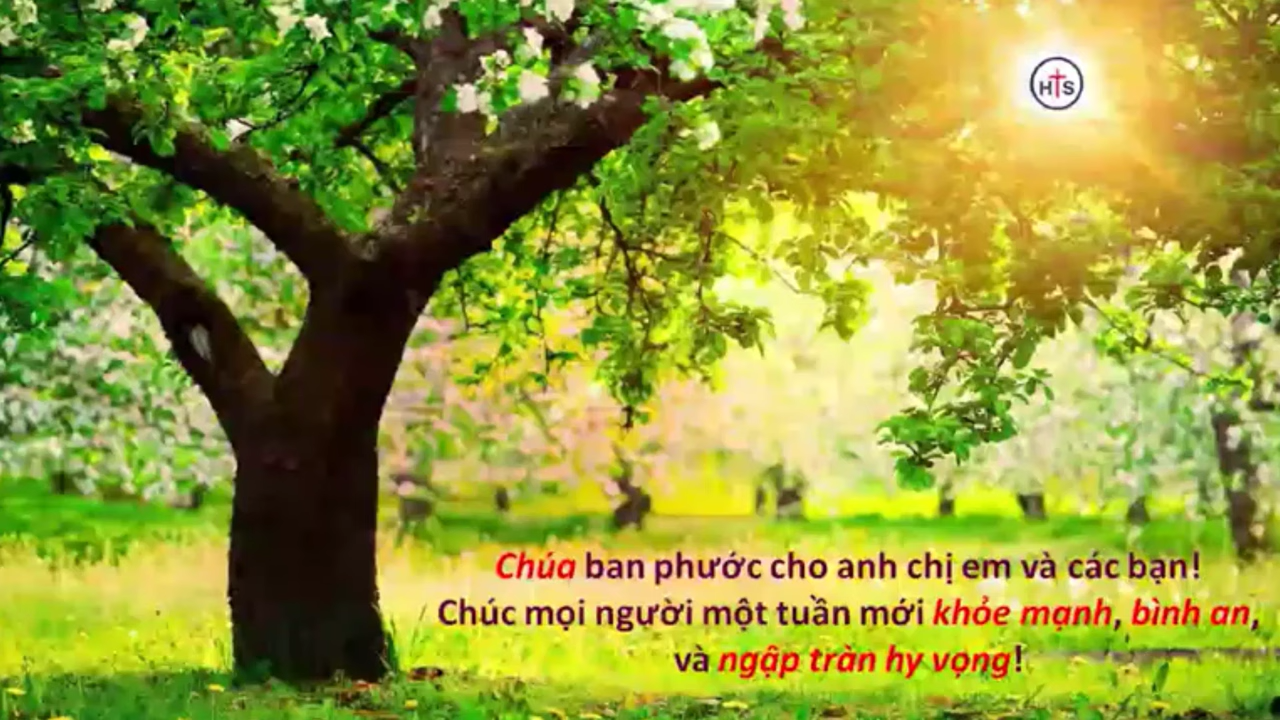 HTS
Chúa ban phước cho anh chị em và các bạn!
Chúc mọi người một tuần mới khỏe mạnh, bình an,
và ngập tràn hy vọng!